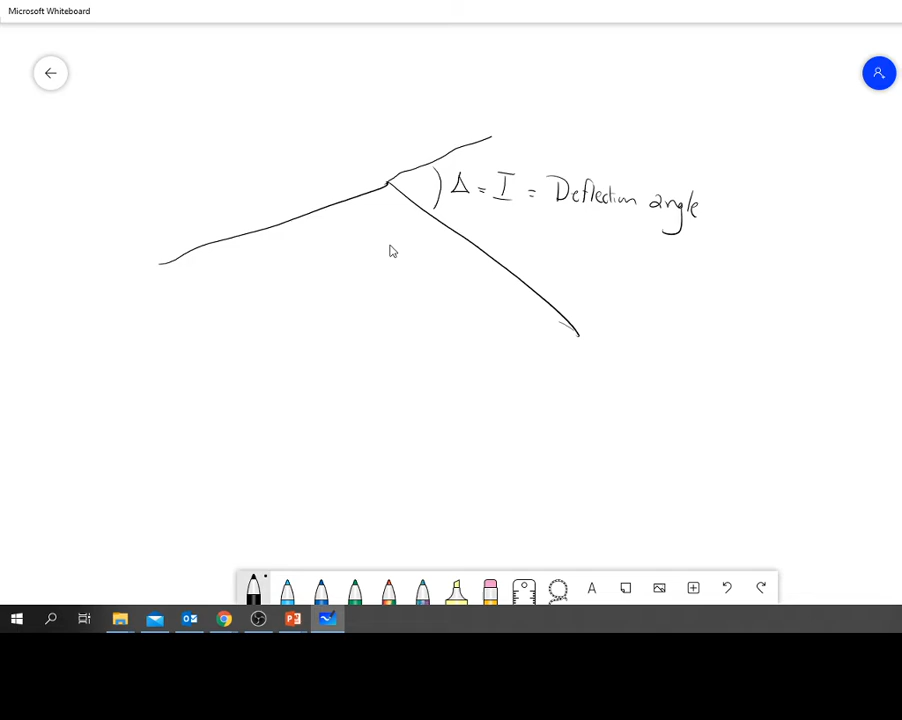 Microsoft Whiteboard
Δ = I = Deflection angle
A